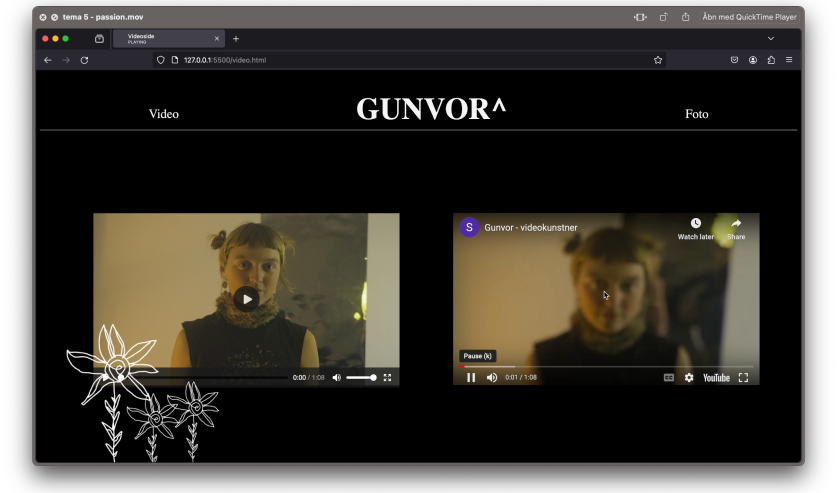 tema 5 - passion.mov
Åbn med QuickTime Player
Videoside
PLAYING
127.0.0.1:5500/video.html
Video
GUNVOR^
Foto
S
Gunvor - videokunstner
Watch later
Share
Pause (k)
0:00 / 1:08
0:01 / 1:08
CC
YouTube